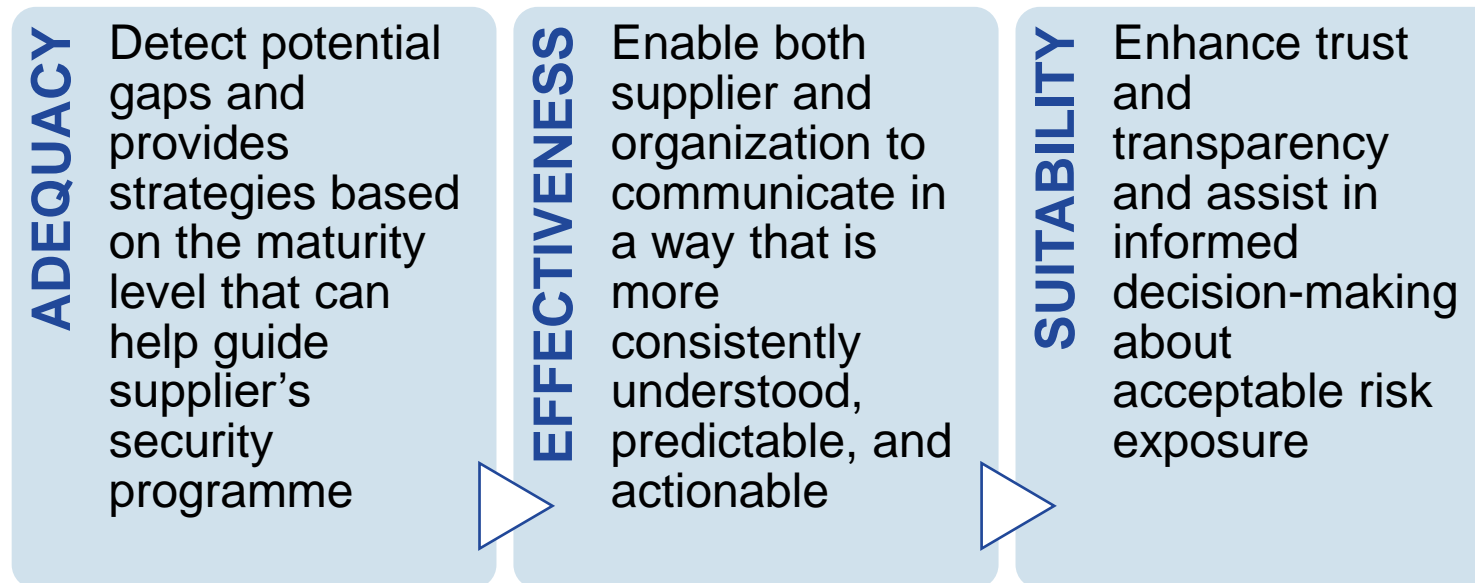 ADEQUACY
Detect potential
gaps and
provides
strategies based
on the maturity
level that can
help guide
supplier’s
security
programme
EFFECTIVENESS
Enable both
supplier and
organization to
communicate in
a way that is
more
consistently
understood,
predictable, and
actionable
SUITABILITY
Enhance trust
and
transparency
and assist in
informed
decision-making
about
acceptable risk
exposure